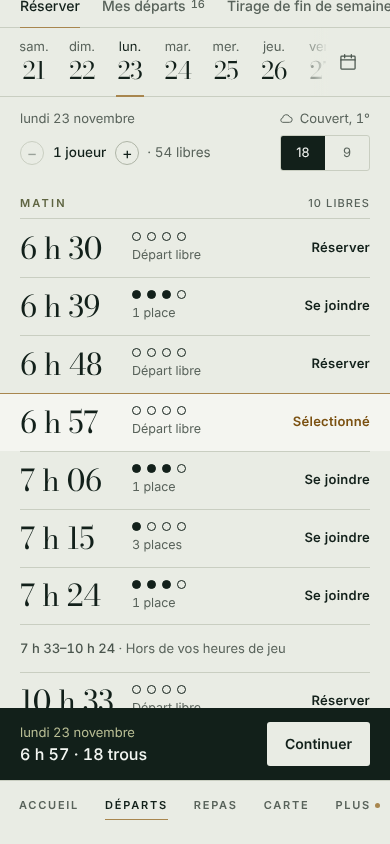 Réserver Mes départs 16 Tirage de fin de semaine
sam. dim. lun. mar. mer. jeu.
21 22 23 24 25 26
lundi 23 novembre Couvert, 1°
− 1 joueur + · 54 libres 18 9
MATIN 10 LIBRES
6 h 30 Départ libre Réserver
6 h 39 1 place Se joindre
6 h 48 Départ libre Réserver
6 h 57 Départ libre Sélectionné
7 h 06 1 place Se joindre
7 h 15 3 places Se joindre
7 h 24 1 place Se joindre
7 h 33–10 h 24 · Hors de vos heures de jeu
10 h 33 Départ libre Réserver
lundi 23 novembre
6 h 57 · 18 trous Continuer
ACCUEIL DÉPARTS REPAS CARTE PLUS